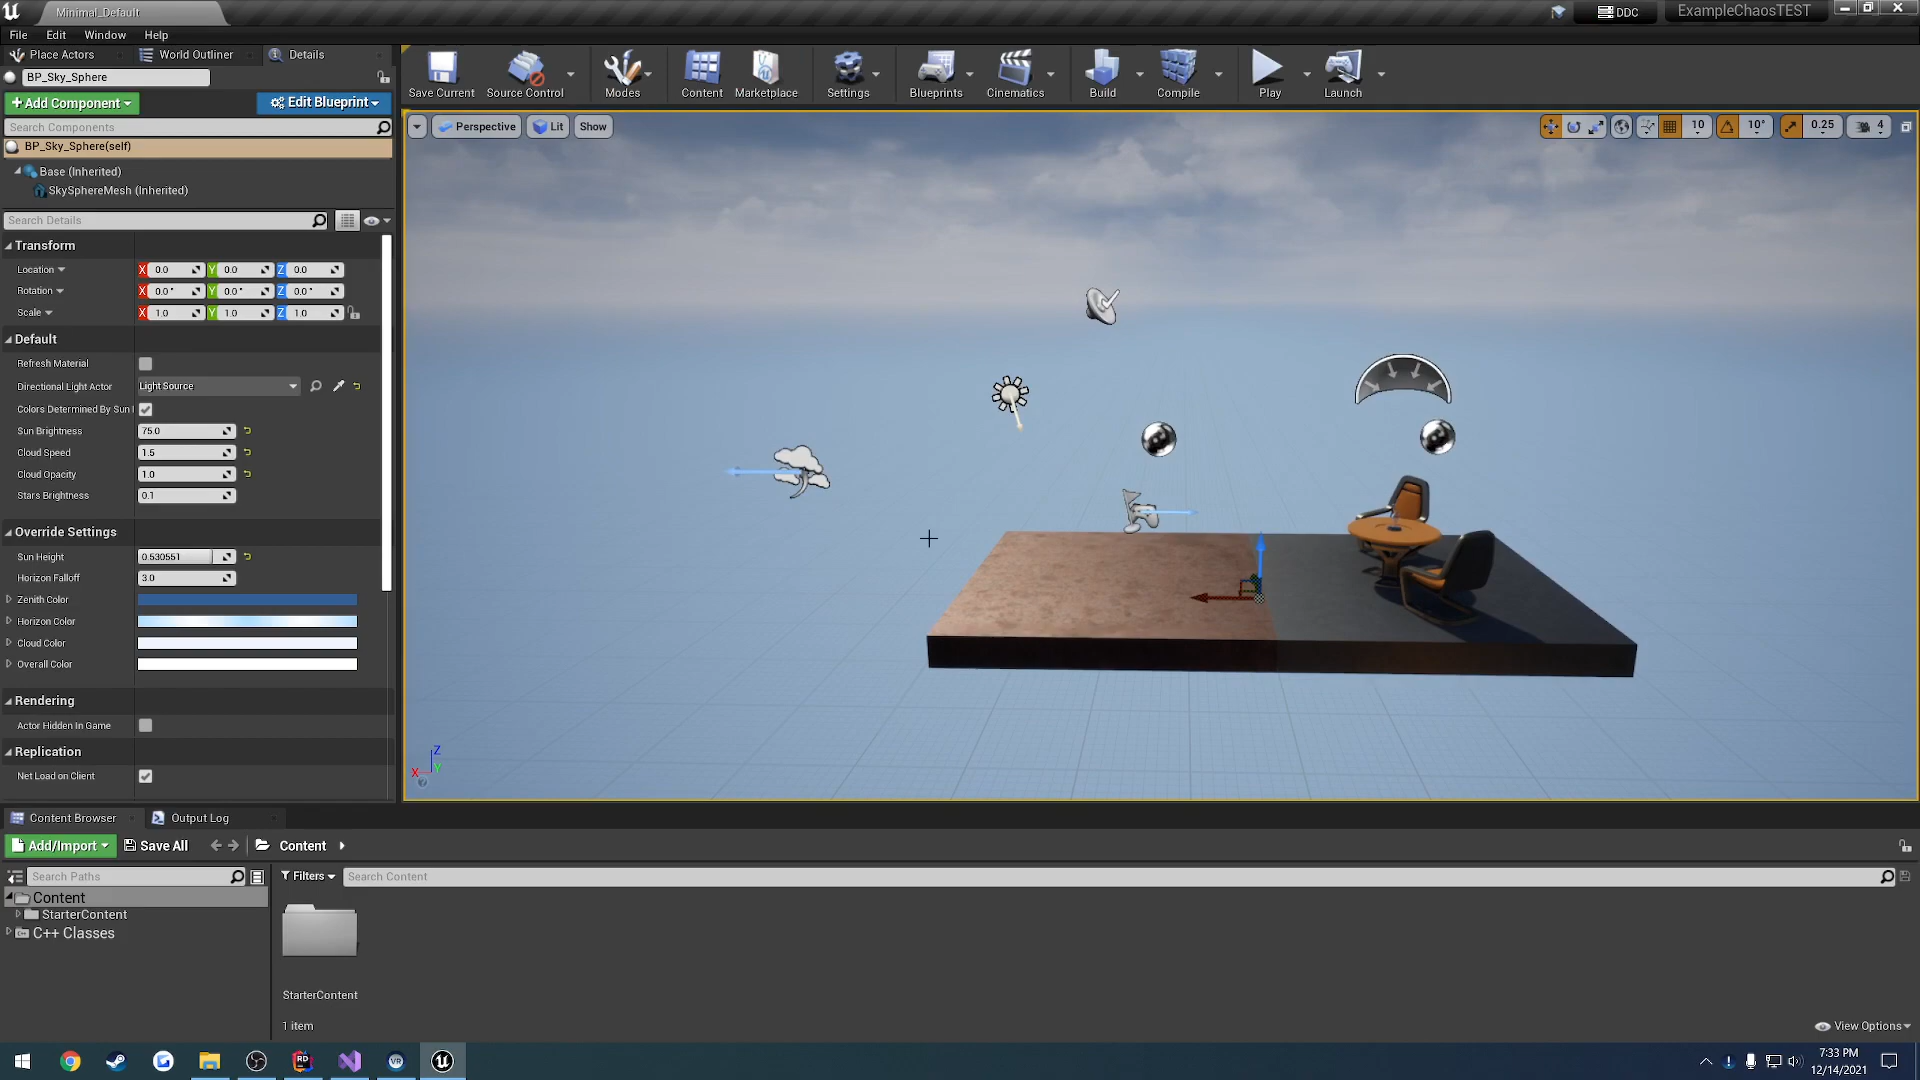 Minimal_Default
DDC
ExampleChaosTEST
File Edit Window Help
Place Actors World Outliner Details
BP_Sky_Sphere
+Add Component Edit Blueprint
Search Components
BP_Sky_Sphere(self)
Base (Inherited)
SkySphereMesh (Inherited)
Search Details
Transform
Location X 0.0 Y 0.0 Z 0.0
Rotation X 0.0° Y 0.0° Z 0.0°
Scale X 1.0 Y 1.0 Z 1.0
Default
Refresh Material
Directional Light Actor Light Source
Colors Determined By Sun
Sun Brightness 75.0
Cloud Speed 1.5
Cloud Opacity 1.0
Stars Brightness 0.1
Override Settings
Sun Height 0.530551
Horizon Falloff 3.0
Zenith Color
Horizon Color
Cloud Color
Overall Color
Rendering
Actor Hidden In Game
Replication
Net Load on Client
Save Current Source Control Modes Content Marketplace Settings Blueprints Cinematics Build Compile Play Launch
Perspective Lit Show
10 10° 0.25 4
Z
X Y
Content Browser Output Log
Add/Import Save All Content
Search Paths Filters Search Content
Content
StarterContent
C++ Classes
StarterContent
1 item
View Options
RD
VR
7:33 PM
12/14/2021